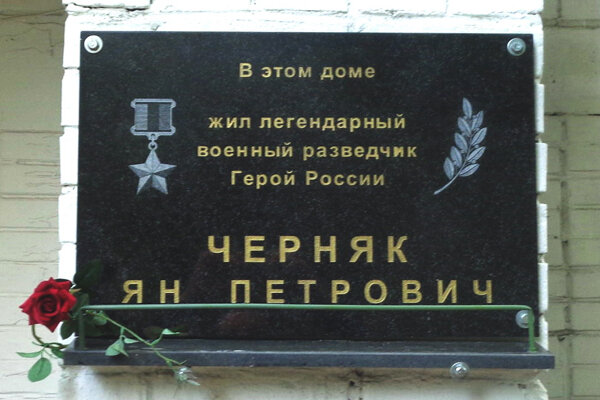 В этом доме
жил легендарный
военный разведчик
Герой России
ЧЕРНЯК
ЯН ПЕТРОВИЧ